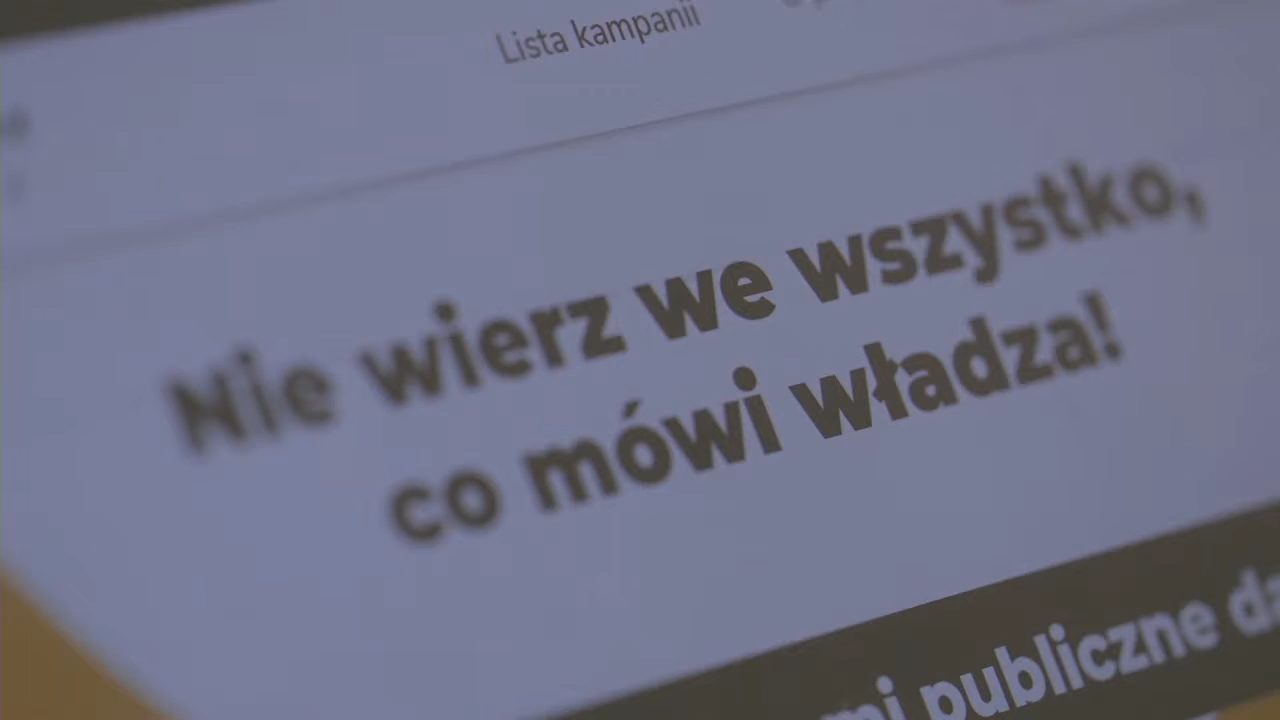 Lista kampanii
Nie wierz we wszystko,
co mówi władza!
publiczne